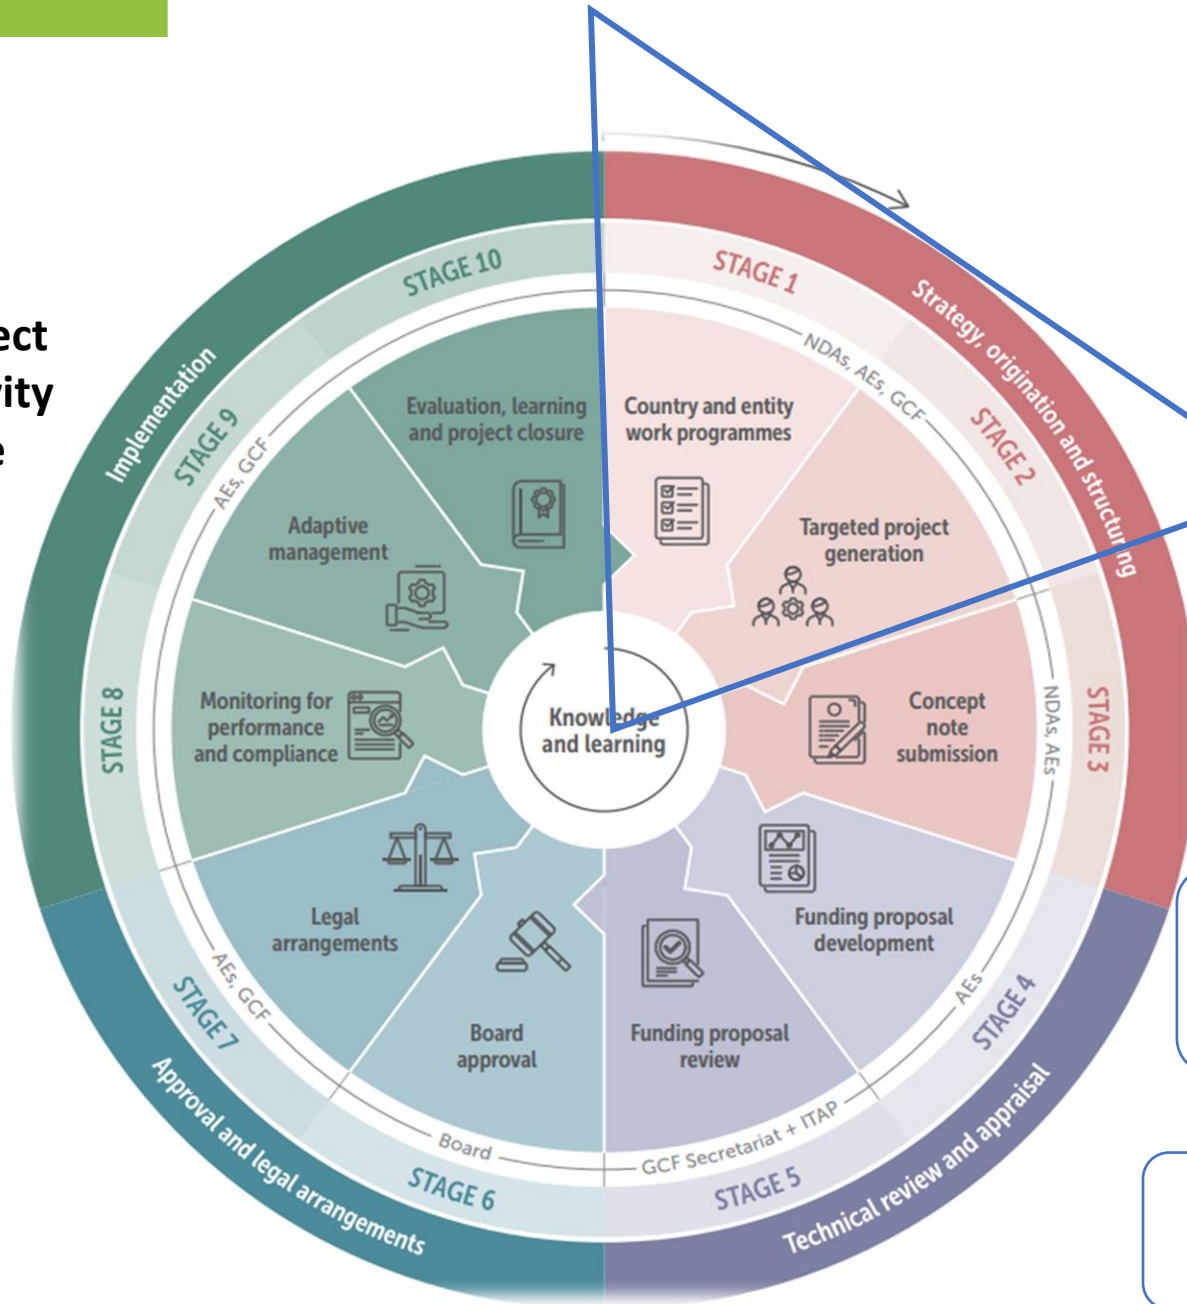 ect
vity
e
STAGE 1
STAGE 2
STAGE 3
STAGE 4
STAGE 5
STAGE 6
STAGE 7
STAGE 8
STAGE 9
STAGE 10
Strategy, origination and structuring
Technical review and appraisal
Approval and legal arrangements
Implementation
NDAs, AEs, GCF
NDAs, AEs
AEs
GCF Secretariat + ITAP
Board
AEs, GCF
AEs, GCF
Country and entity
work programmes
Targeted project
generation
Concept
note
submission
Funding proposal
development
Funding proposal
review
Board
approval
Legal
arrangements
Monitoring for
performance
and compliance
Adaptive
management
Evaluation, learning
and project closure
Knowledge
and learning